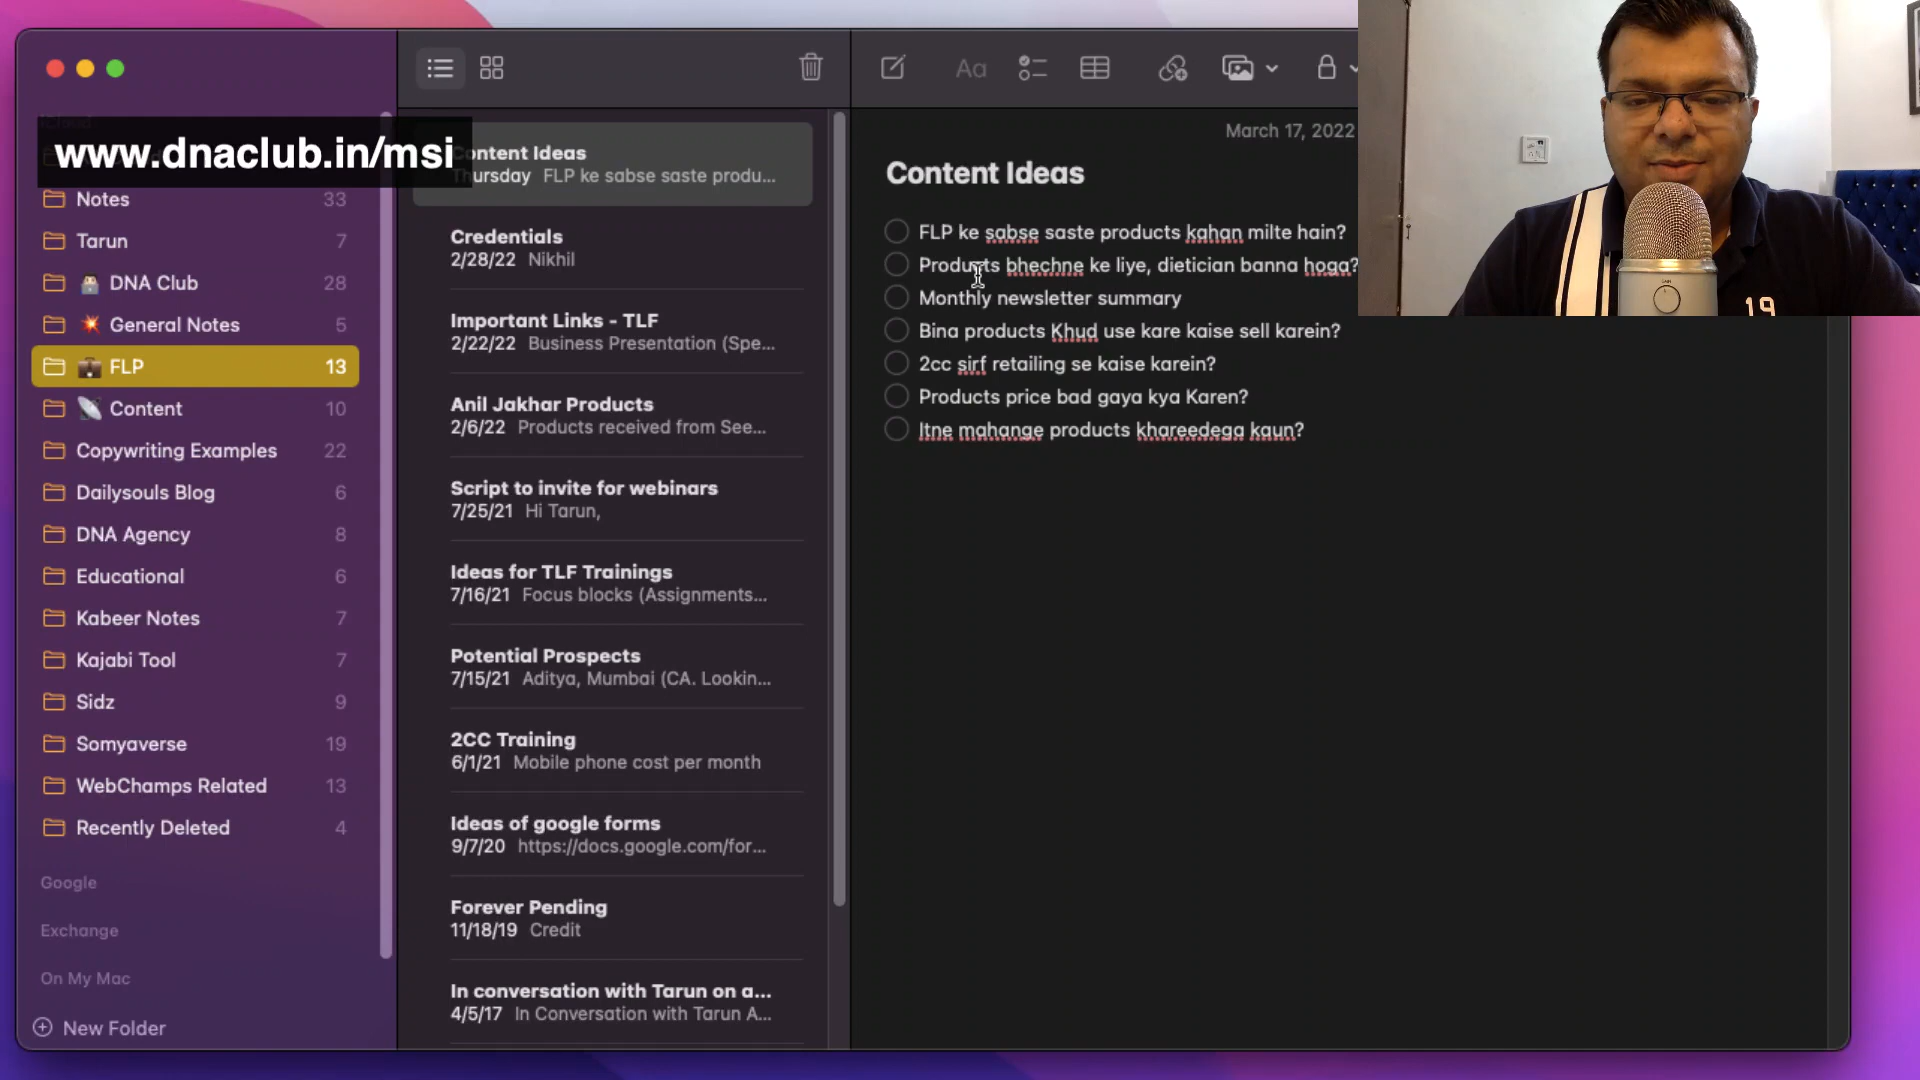 www.dnaclub.in/msi
Notes 33
Tarun 7
DNA Club 28
General Notes 5
FLP 13
Content 10
Copywriting Examples 22
Dailysouls Blog 6
DNA Agency 8
Educational 6
Kabeer Notes 7
Kajabi Tool 7
Sidz 9
Somyaverse 19
WebChamps Related 13
Recently Deleted 4
Google
Exchange
On My Mac
New Folder
Content Ideas
Thursday FLP ke sabse saste produ...
Credentials
2/28/22 Nikhil
Important Links - TLF
2/22/22 Business Presentation (Spe...
Anil Jakhar Products
2/6/22 Products received from See...
Script to invite for webinars
7/25/21 Hi Tarun,
Ideas for TLF Trainings
7/16/21 Focus blocks (Assignments...
Potential Prospects
7/15/21 Aditya, Mumbai (CA. Lookin...
2CC Training
6/1/21 Mobile phone cost per month
Ideas of google forms
9/7/20 https://docs.google.com/for...
Forever Pending
11/18/19 Credit
In conversation with Tarun on a...
4/5/17 In Conversation with Tarun A...
Aa
March 17, 2022
Content Ideas
FLP ke sabse saste products kahan milte hain?
Products bhechne ke liye, dietician banna hoga?
Monthly newsletter summary
Bina products Khud use kare kaise sell karein?
2cc sirf retailing se kaise karein?
Products price bad gaya kya Karen?
Itne mahange products khareedega kaun?
19